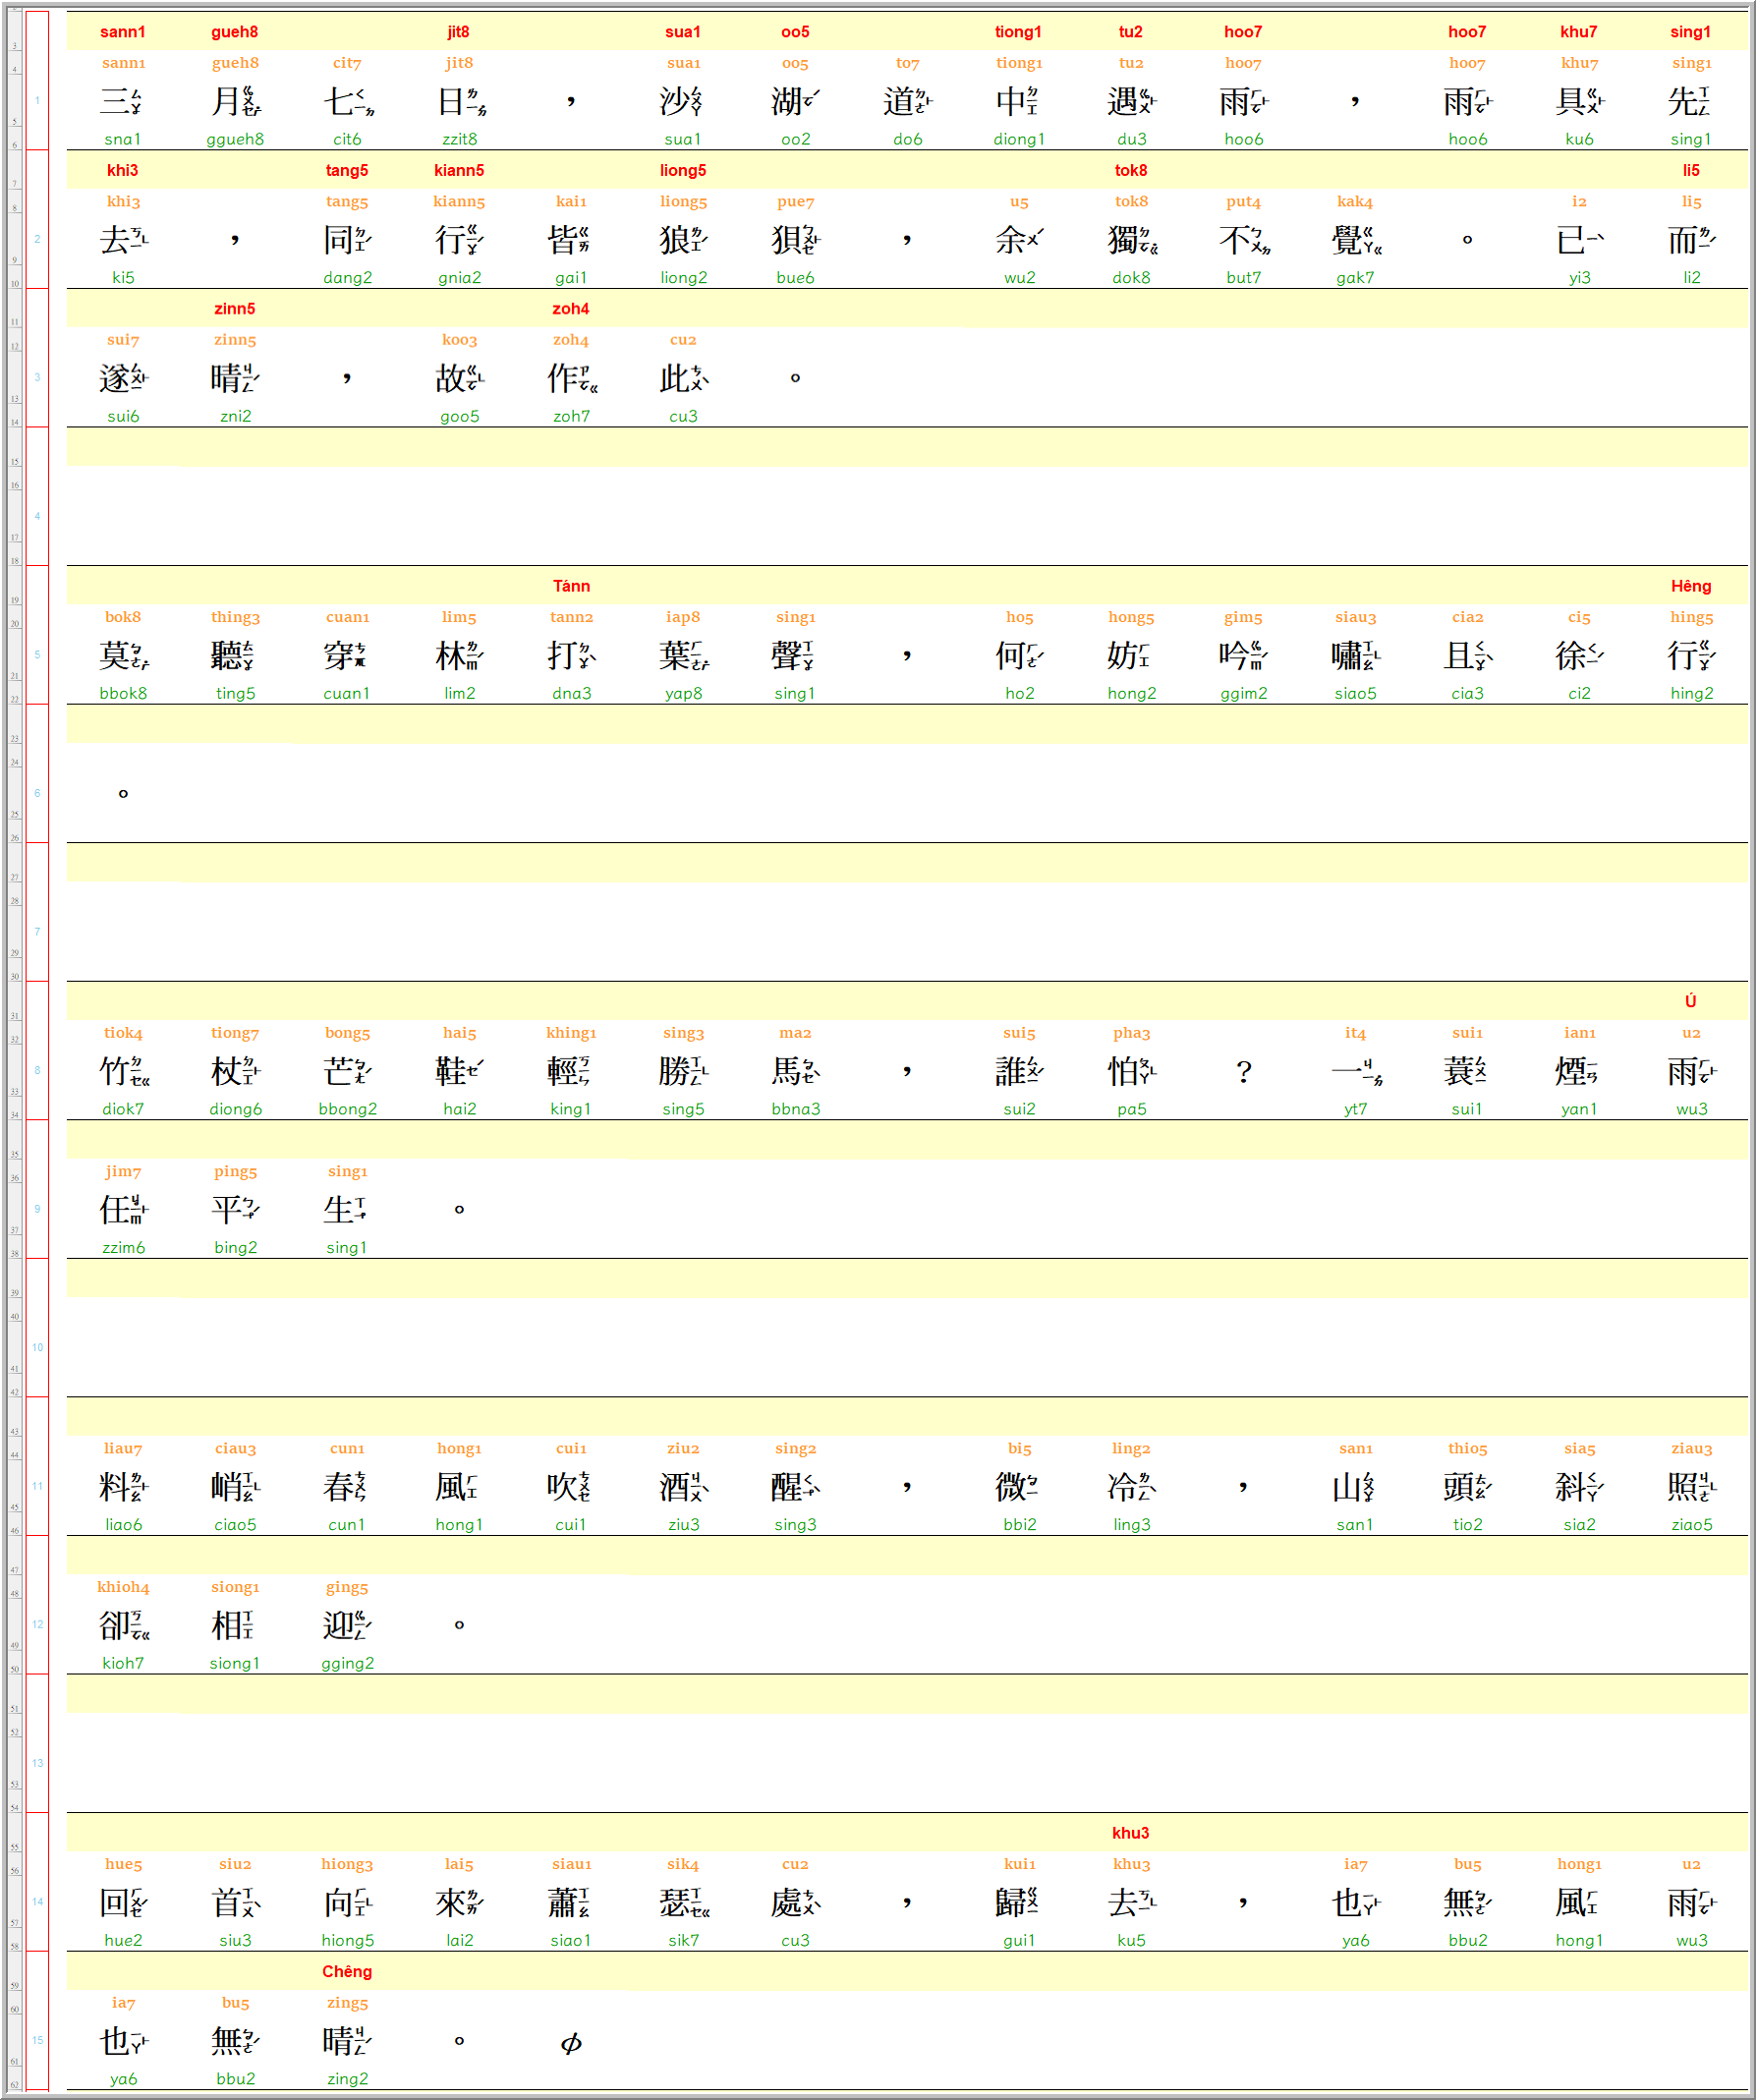 sann1 gueh8 jit8 sua1 oo5 tiong1 tu2 hoo7 hoo7 khu7 sing1
sann1 gueh8 cit7 jit8 sua1 oo5 to7 tiong1 tu2 hoo7 hoo7 khu7 sing1
三月七日，沙湖道中遇雨，雨具先
sna1 ggueh8 cit6 zzit8 sua1 oo2 do6 diong1 du3 hoo6 hoo6 ku6 sing1
khi3 tang5 kiann5 liong5 tok8 li5
khi3 tang5 kiann5 kai1 liong5 pue7 u5 tok8 put4 kak4 i2 li5
去，同行皆狼狽，余獨不覺。已而
ki5 dang2 gnia2 gai1 liong2 bue6 wu2 dok8 but7 gak7 yi3 li2
zinn5 zoh4
sui7 zinn5 koo3 zoh4 cu2
遂晴，故作此。
sui6 zni2 goo5 zoh7 cu3
Tánn Hêng
bok8 thing3 cuan1 lim5 tann2 iap8 sing1 ho5 hong5 gim5 siau3 cia2 ci5 hing5
莫聽穿林打葉聲，何妨吟嘯且徐行
bbok8 ting5 cuan1 lim2 dna3 yap8 sing1 ho2 hong2 ggim2 siao5 cia3 ci2 hing2
。
Ú
tiok4 tiong7 bong5 hai5 khing1 sing3 ma2 sui5 pha3 it4 sui1 ian1 u2
竹杖芒鞋輕勝馬，誰怕？一蓑煙雨
diok7 diong6 bbong2 hai2 king1 sing5 bbna3 sui2 pa5 yt7 sui1 yan1 wu3
jim7 ping5 sing1
任平生。
zzim6 bing2 sing1
liau7 ciau3 cun1 hong1 cui1 ziu2 sing2 bi5 ling2 san1 thio5 sia5 ziau3
料峭春風吹酒醒，微冷，山頭斜照
liao6 ciao5 cun1 hong1 cui1 ziu3 sing3 bbi2 ling3 san1 tio2 sia2 ziao5
khioh4 siong1 ging5
卻相迎。
kioh7 siong1 gging2
khu3
hue5 siu2 hiong3 lai5 siau1 sik4 cu2 kui1 khu3 ia7 bu5 hong1 u2
回首向來蕭瑟處，歸去，也無風雨
hue2 siu3 hiong5 lai2 siao1 sik7 cu3 gui1 ku5 ya6 bbu2 hong1 wu3
Chêng
ia7 bu5 zing5
也無晴。φ
ya6 bbu2 zing2